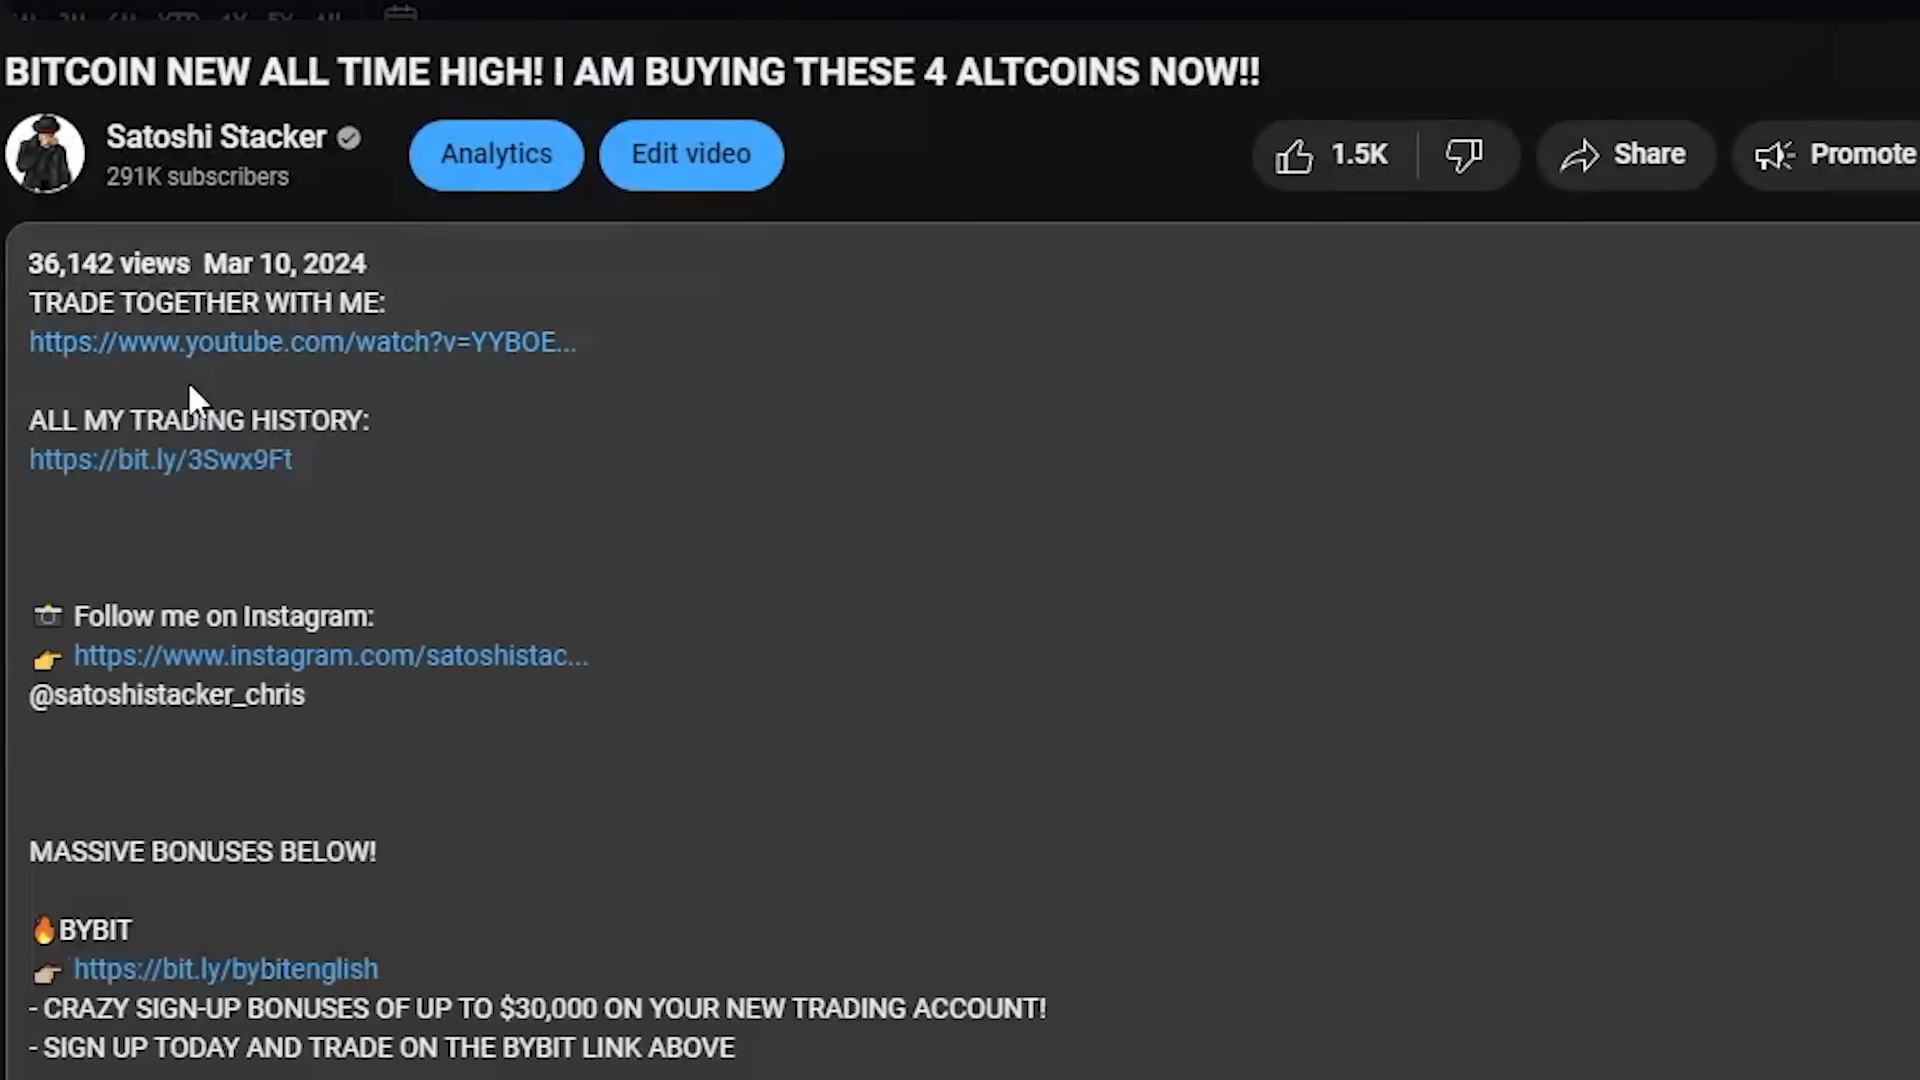 BITCOIN NEW ALL TIME HIGH! I AM BUYING THESE 4 ALTCOINS NOW!!
Satoshi Stacker
291K subscribers
Analytics
Edit video
1.5K
Share
Promote
36,142 views Mar 10, 2024
TRADE TOGETHER WITH ME:
https://www.youtube.com/watch?v=YYBOE...
ALL MY TRADING HISTORY:
https://bit.ly/3Swx9Ft
Follow me on Instagram:
https://www.instagram.com/satoshistac...
@satoshistacker_chris
MASSIVE BONUSES BELOW!
🔥BYBIT
https://bit.ly/bybitenglish
- CRAZY SIGN-UP BONUSES OF UP TO $30,000 ON YOUR NEW TRADING ACCOUNT!
- SIGN UP TODAY AND TRADE ON THE BYBIT LINK ABOVE